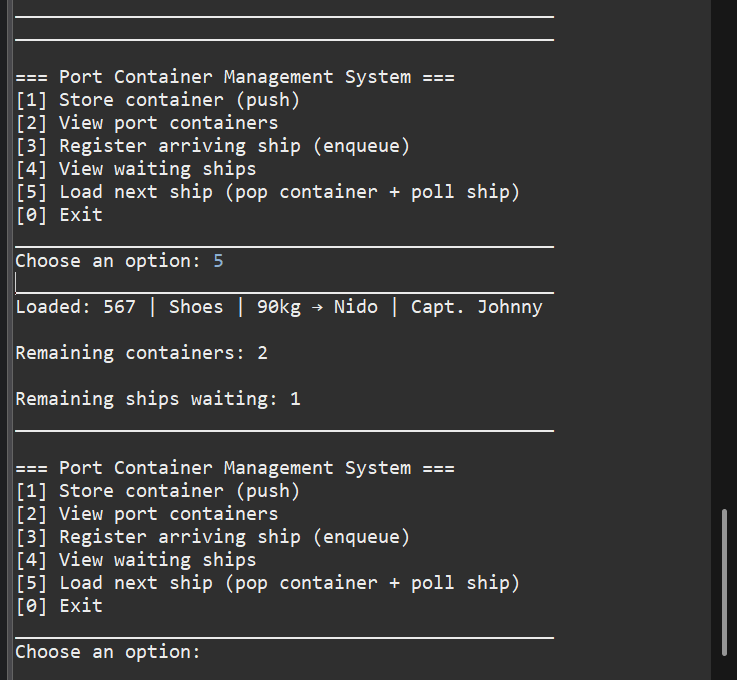 === Port Container Management System ===
[1] Store container (push)
[2] View port containers
[3] Register arriving ship (enqueue)
[4] View waiting ships
[5] Load next ship (pop container + poll ship)
[0] Exit
Choose an option: 5
Loaded: 567 | Shoes | 90kg → Nido | Capt. Johnny
Remaining containers: 2
Remaining ships waiting: 1
=== Port Container Management System ===
[1] Store container (push)
[2] View port containers
[3] Register arriving ship (enqueue)
[4] View waiting ships
[5] Load next ship (pop container + poll ship)
[0] Exit
Choose an option: